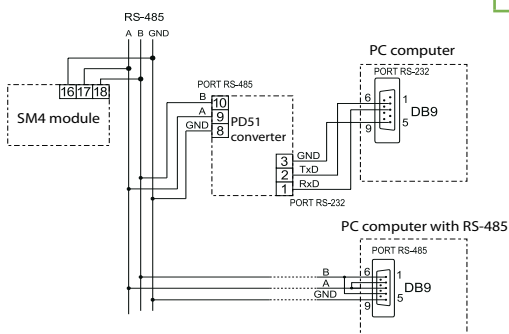 RS-485
A B GND
16 17 18
SM4 module
PORT RS-485
B 10
A 9
GND 8
PD51
converter
3 GND
2 TxD
1 RxD
PORT RS-232
PC computer
PORT RS-232
6 1
DB9
9 5
PC computer with RS-485
PORT RS-485
B 6 1
A DB9
GND 9 5